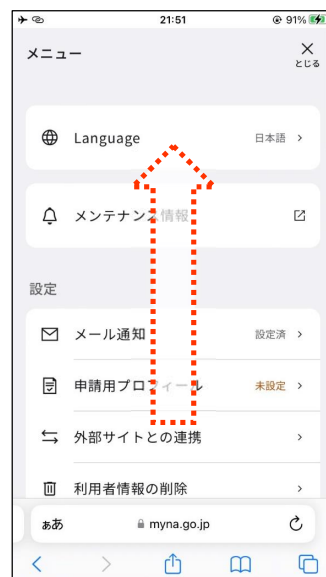 21:51
91%
メニュー
とじる
Language 日本語
メンテナンス情報
設定
メール通知 設定済
申請用プロフィール 未設定
外部サイトとの連携
利用者情報の削除
ぁあ myna.go.jp